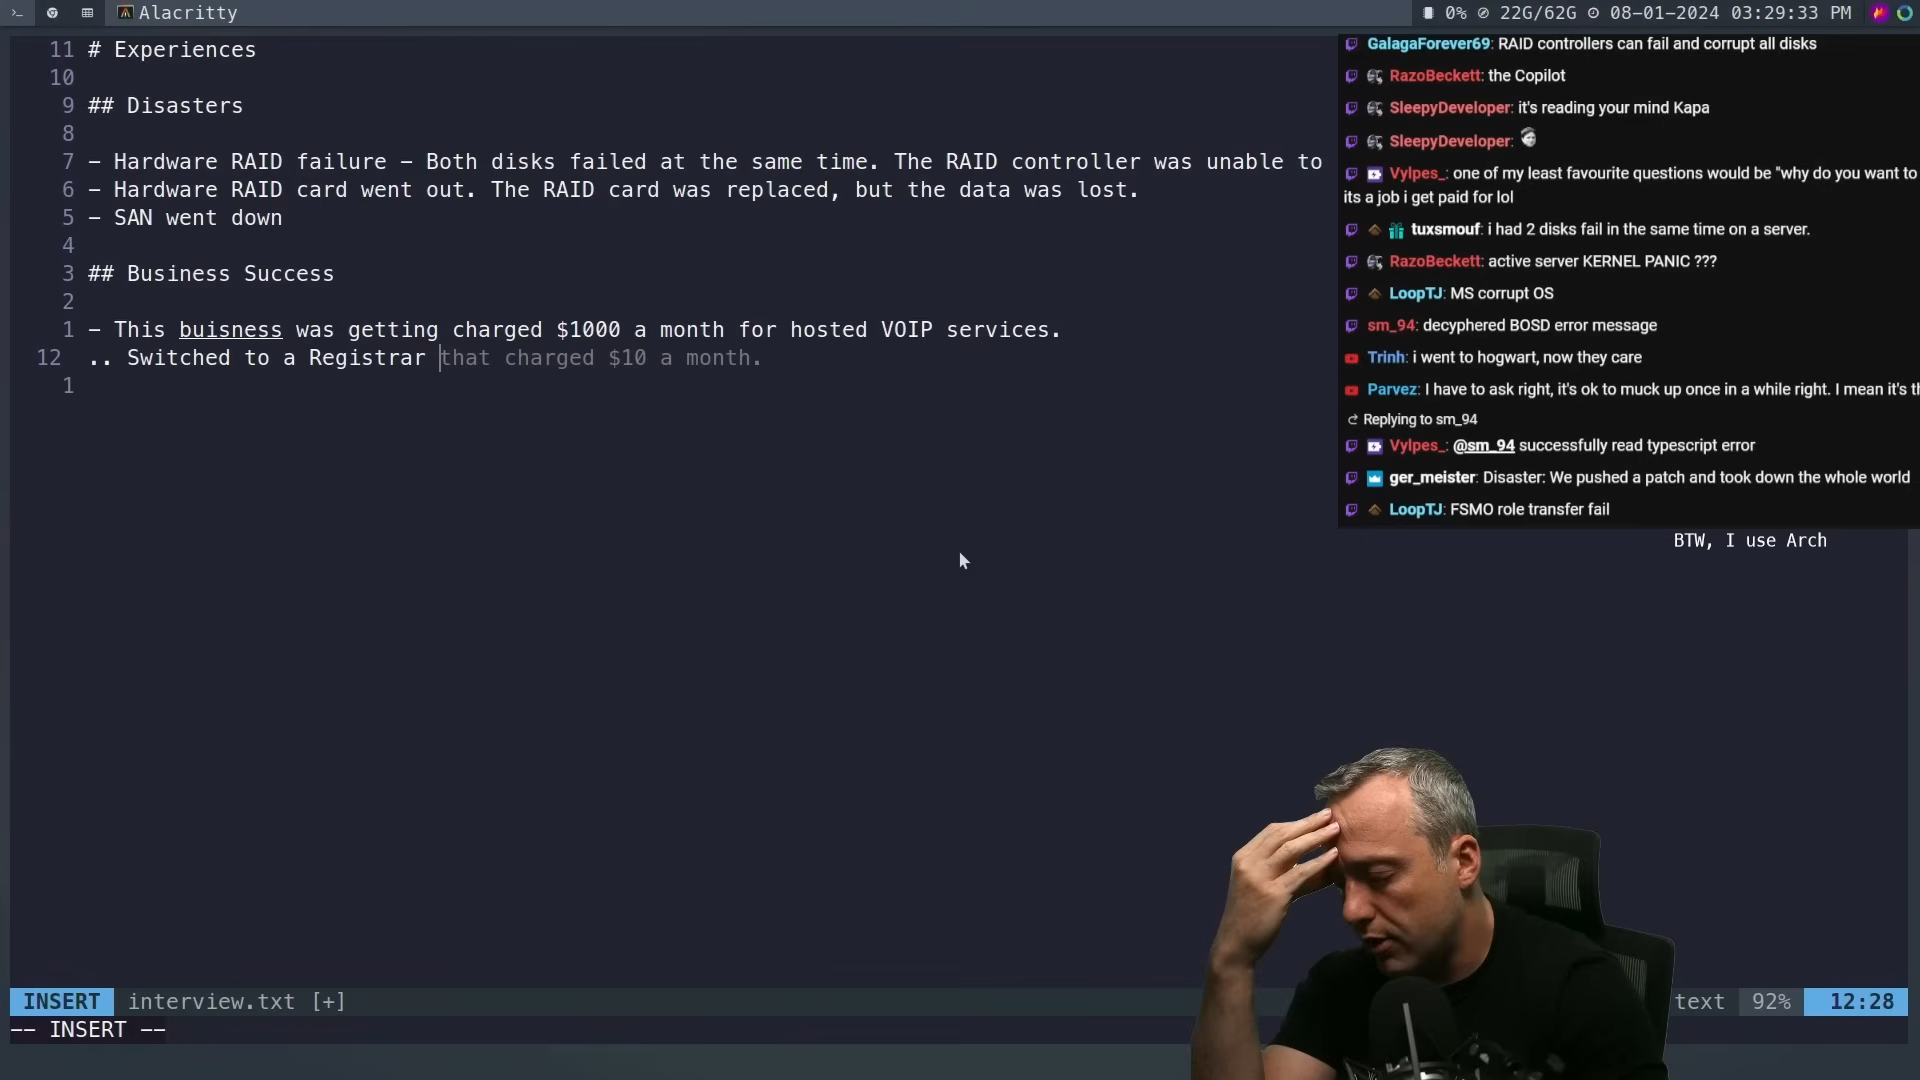 Alacritty
0% 22G/62G 08-01-2024 03:29:33 PM
11 # Experiences
10
9 ## Disasters
8
7 - Hardware RAID failure - Both disks failed at the same time. The RAID controller was unable to
6 - Hardware RAID card went out. The RAID card was replaced, but the data was lost.
5 - SAN went down
4
3 ## Business Success
2
1 - This buisness was getting charged $1000 a month for hosted VOIP services.
12 .. Switched to a Registrar that charged $10 a month.
1
GalagaForever69: RAID controllers can fail and corrupt all disks
RazoBeckett: the Copilot
SleepyDeveloper: it's reading your mind Kapa
SleepyDeveloper:
Vylpes_: one of my least favourite questions would be "why do you want to
its a job i get paid for lol
tuxsmouf: i had 2 disks fail in the same time on a server.
RazoBeckett: active server KERNEL PANIC ???
LoopTJ: MS corrupt OS
sm_94: decyphered BOSD error message
Trinh: i went to hogwart, now they care
Parvez: I have to ask right, it's ok to muck up once in a while right. I mean it's
Replying to sm_94
Vylpes_: @sm_94 successfully read typescript error
ger_meister: Disaster: We pushed a patch and took down the whole world
LoopTJ: FSMO role transfer fail
BTW, I use Arch
INSERT interview.txt [+] text 92% 12:28
-- INSERT --